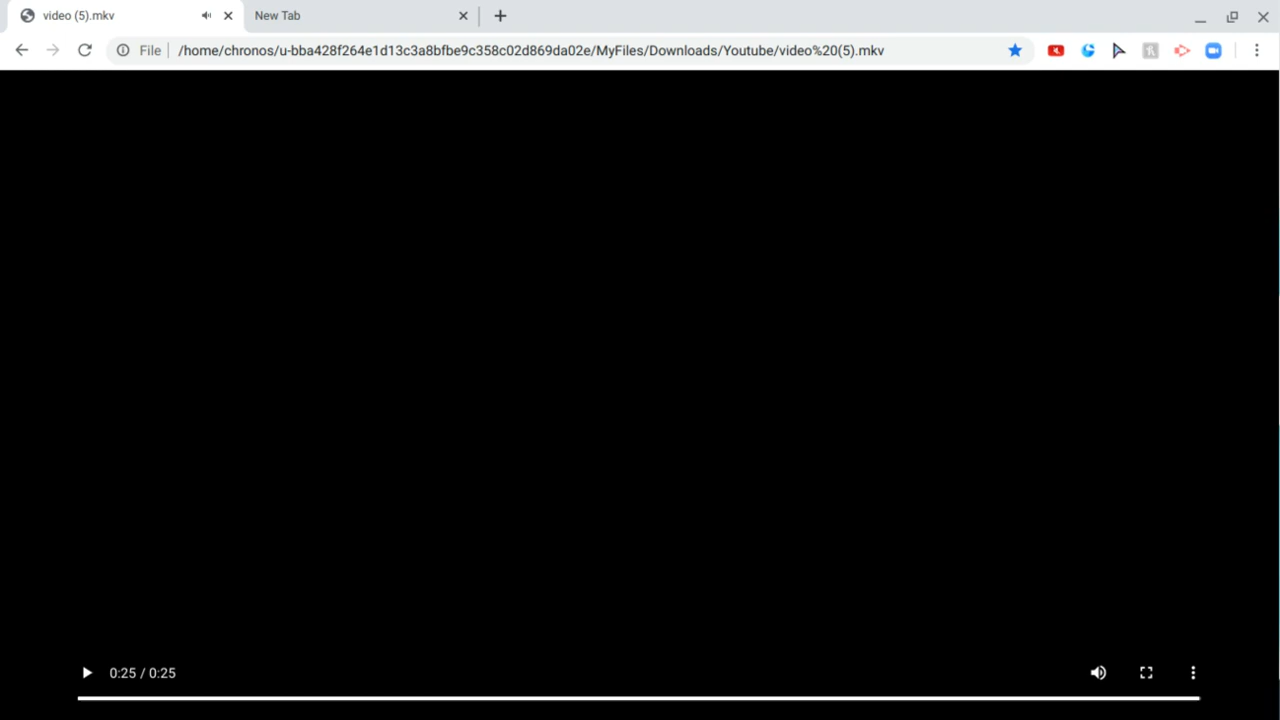 video (5).mkv
New Tab
File
/home/chronos/u-bba428f264e1d13c3a8bfbe9c358c02d869da02e/MyFiles/Downloads/Youtube/video%20(5).mkv
0:25 / 0:25